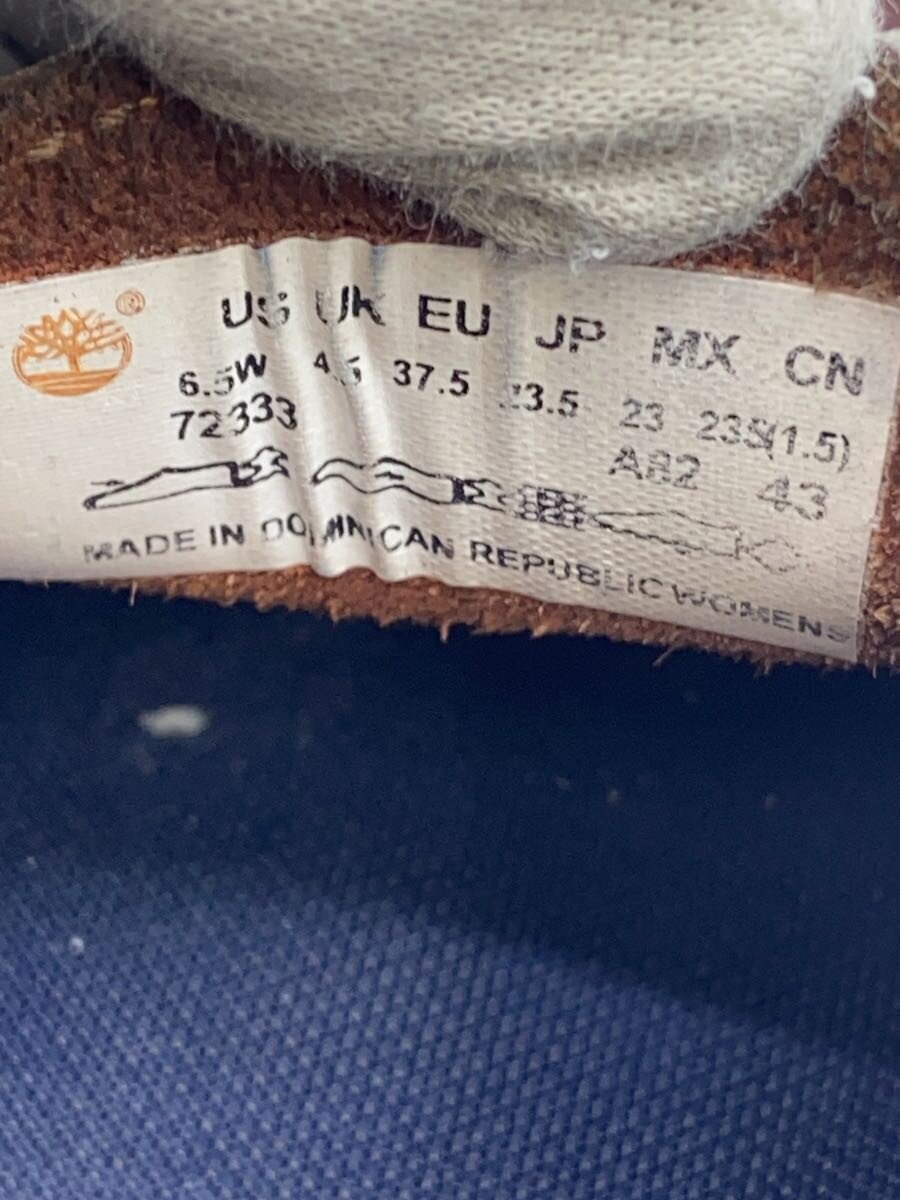 ®
US UK EU JP MX CN
6.5W 4.5 37.5 23.5 23 235(1.5)
72333 A82 43
MADE IN DOMINICAN REPUBLIC WOMENS